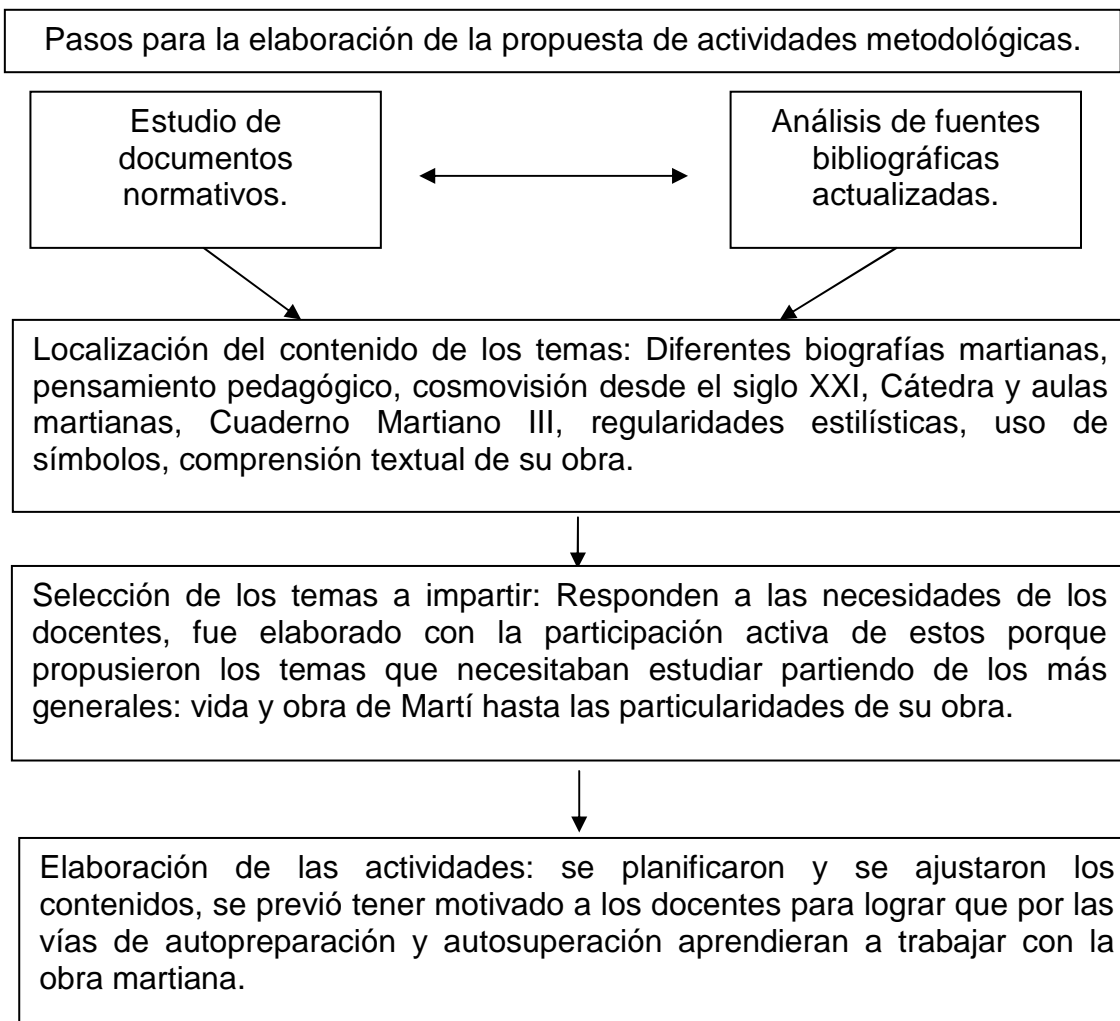 Pasos para la elaboración de la propuesta de actividades metodológicas.
Estudio de
documentos
normativos.
Análisis de fuentes
bibliográficas
actualizadas.
Localización del contenido de los temas: Diferentes biografías martianas,
pensamiento pedagógico, cosmovisión desde el siglo XXI, Cátedra y aulas
martianas, Cuaderno Martiano III, regularidades estilísticas, uso de
símbolos, comprensión textual de su obra.
Selección de los temas a impartir: Responden a las necesidades de los
docentes, fue elaborado con la participación activa de estos porque
propusieron los temas que necesitaban estudiar partiendo de los más
generales: vida y obra de Martí hasta las particularidades de su obra.
Elaboración de las actividades: se planificaron y se ajustaron los
contenidos, se previó tener motivado a los docentes para lograr que por las
vías de autopreparación y autosuperación aprendieran a trabajar con la
obra martiana.